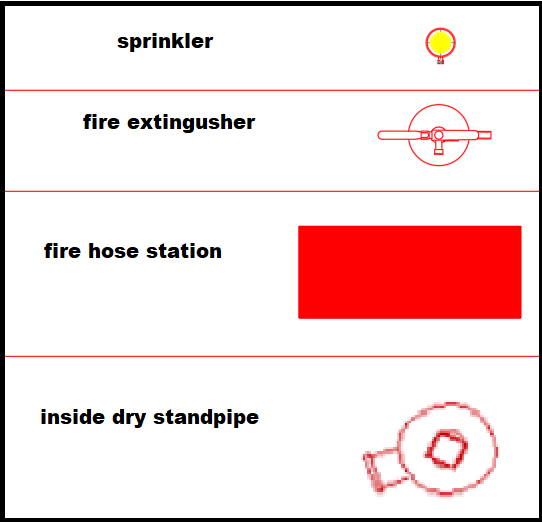 sprinkler
fire extingusher
fire hose station
inside dry standpipe